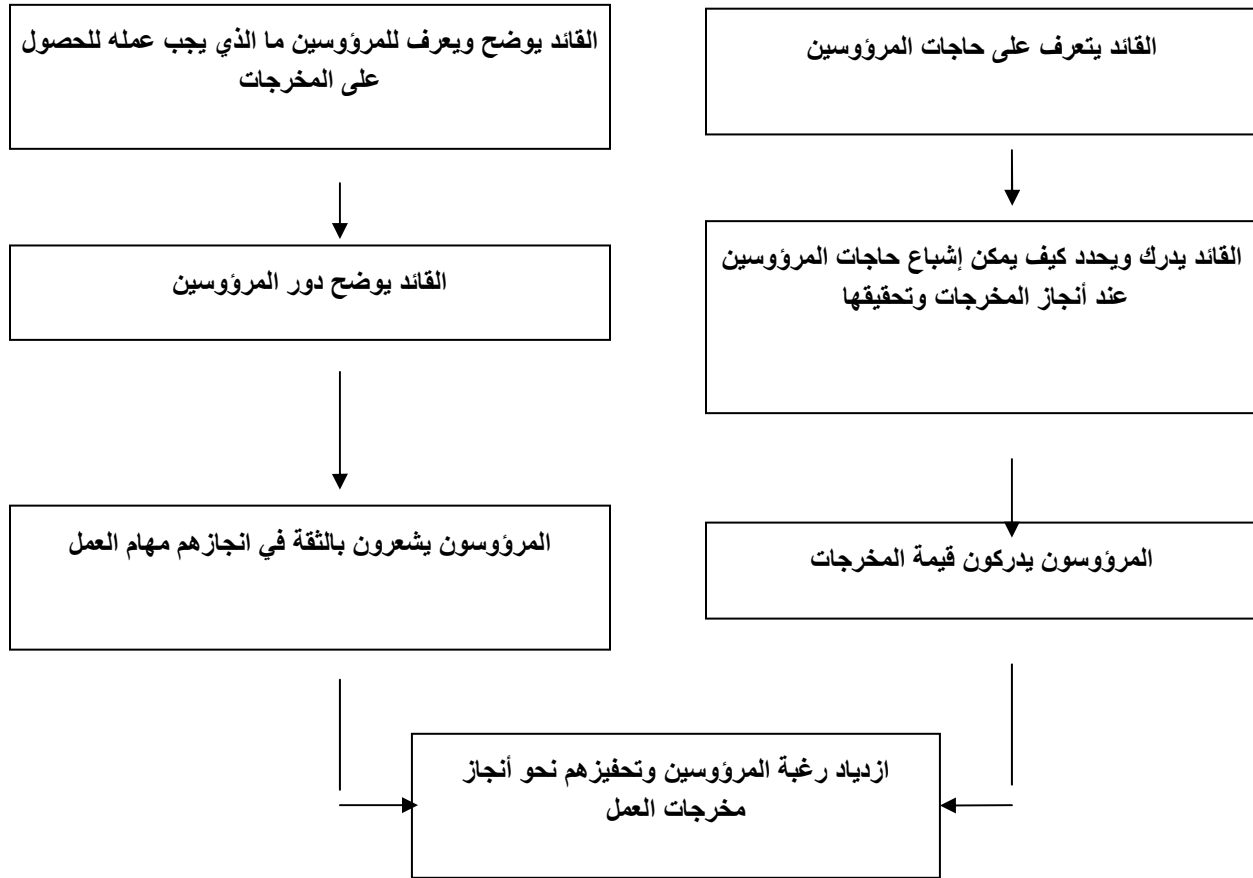 القائد يتعرف على حاجات المرؤوسين
القائد يوضح ويعرف للمرؤوسين ما الذي يجب عمله للحصول
على المخرجات
القائد يدرك ويحدد كيف يمكن إشباع حاجات المرؤوسين
عند أنجاز المخرجات وتحقيقها
القائد يوضح دور المرؤوسين
المرؤوسون يدركون قيمة المخرجات
المرؤوسون يشعرون بالثقة في انجازهم مهام العمل
ازدياد رغبة المرؤوسين وتحفيزهم نحو أنجاز
مخرجات العمل